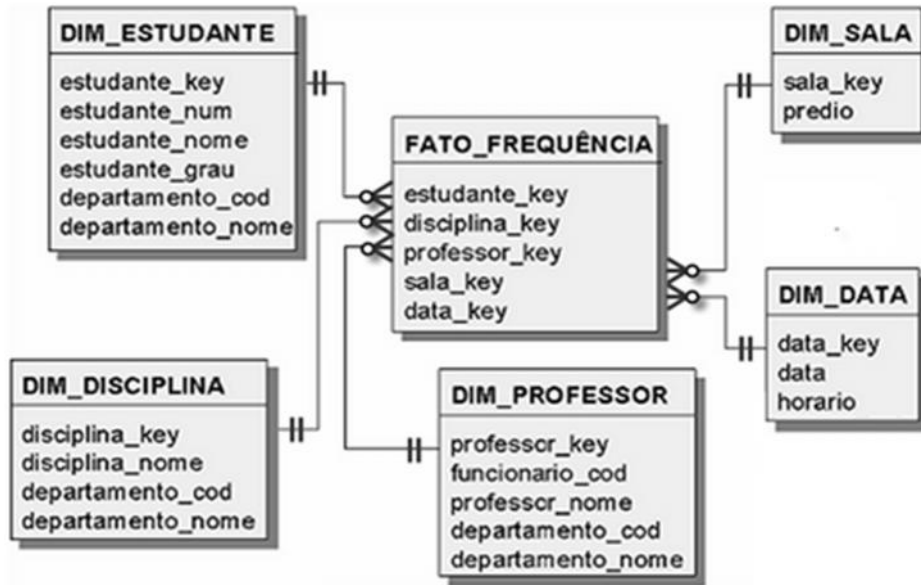 DIM_ESTUDANTE
estudante_key
estudante_num
estudante_nome
estudante_grau
departamento_cod
departamento_nome
FATO_FREQUÊNCIA
estudante_key
disciplina_key
professor_key
sala_key
data_key
DIM_SALA
sala_key
predio
DIM_DATA
data_key
data
horario
DIM_DISCIPLINA
disciplina_key
disciplina_nome
departamento_cod
departamento_nome
DIM_PROFESSOR
professor_key
funcionario_cod
professor_nome
departamento_cod
departamento_nome